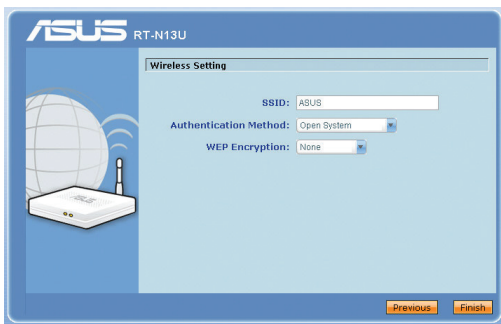 ASUS RT-N13U
Wireless Setting
SSID: ASUS
Authentication Method: Open System
WEP Encryption: None
Previous Finish